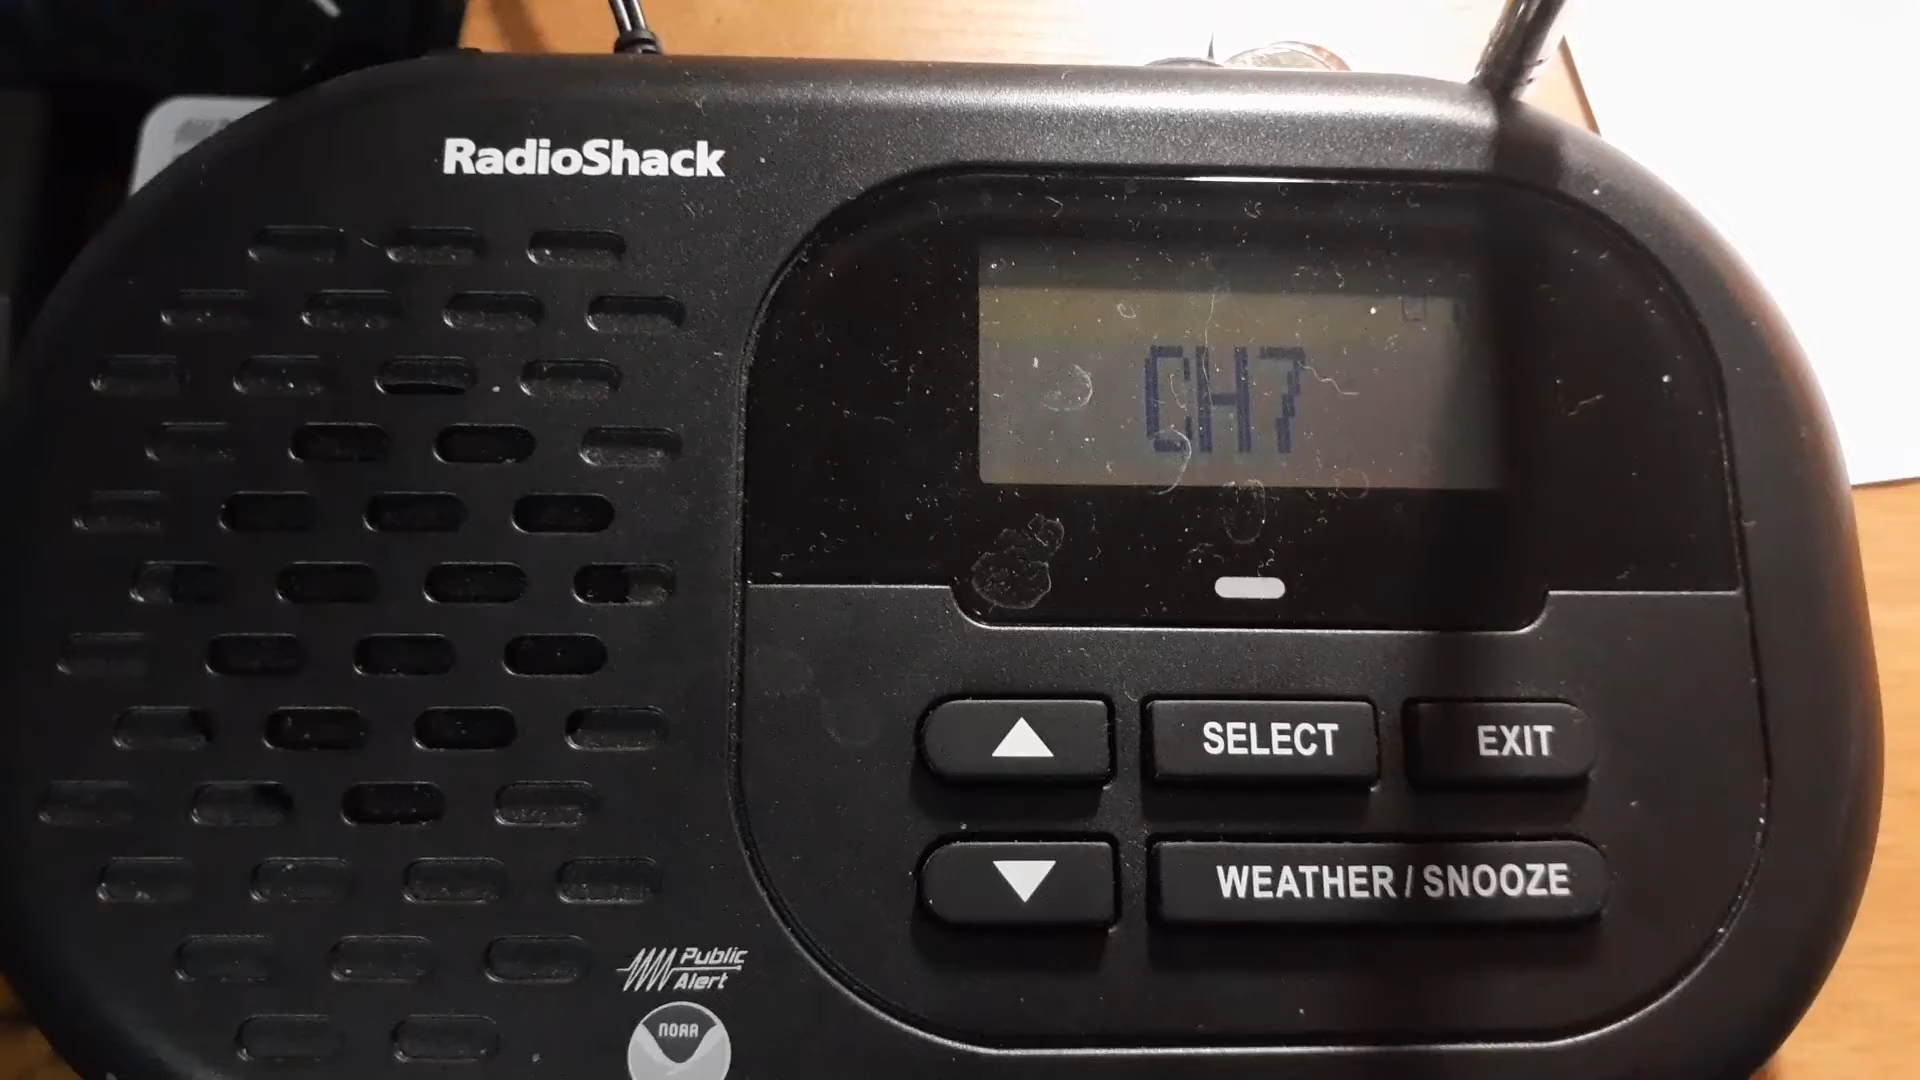 RadioShack
CH7
SELECT
EXIT
WEATHER / SNOOZE
Public
Alert
NOAA